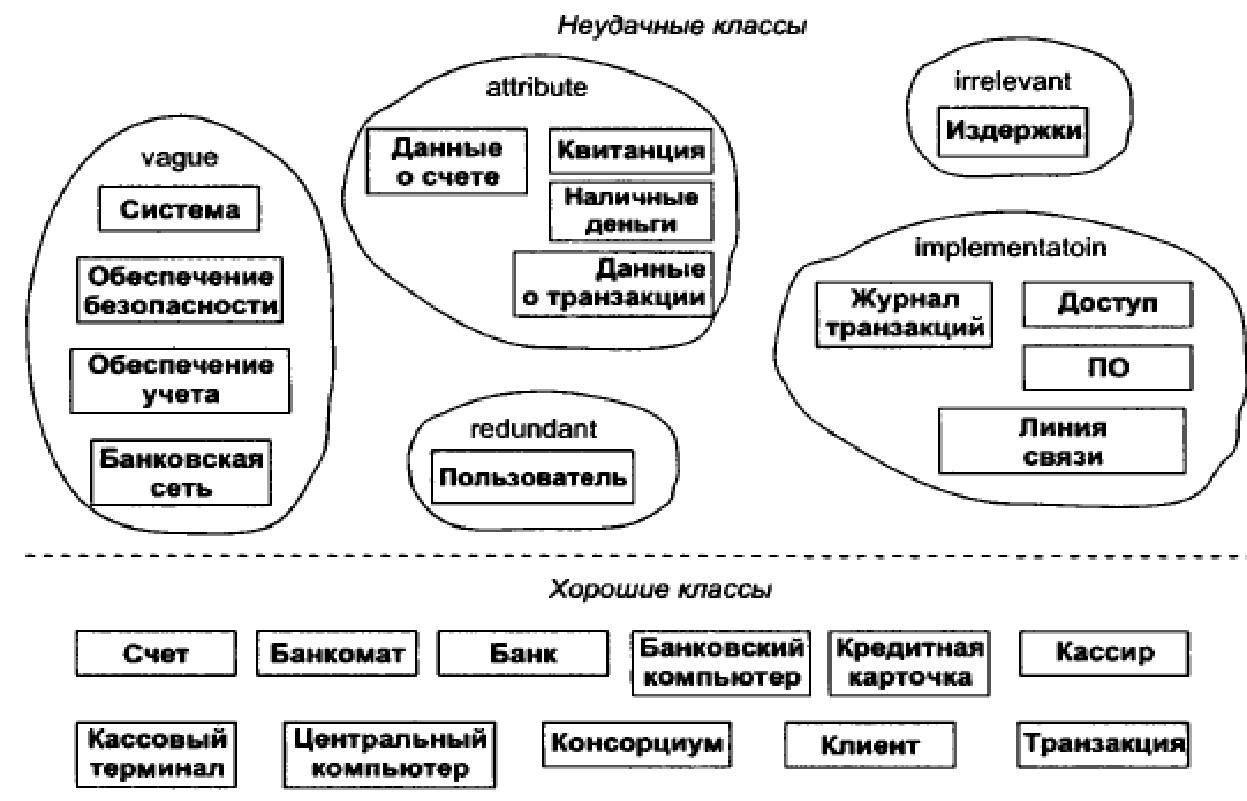 Неудачные классы
vague
Система
Обеспечение
безопасности
Обеспечение
учета
Банковская
сеть
attribute
Данные
о счете
Квитанция
Наличные
деньги
Данные
о транзакции
redundant
Пользователь
irrelevant
Издержки
implementatoin
Журнал
транзакций
Доступ
ПО
Линия
связи
Хорошие классы
Счет
Банкомат
Банк
Банковский
компьютер
Кредитная
карточка
Кассир
Кассовый
терминал
Центральный
компьютер
Консорциум
Клиент
Транзакция